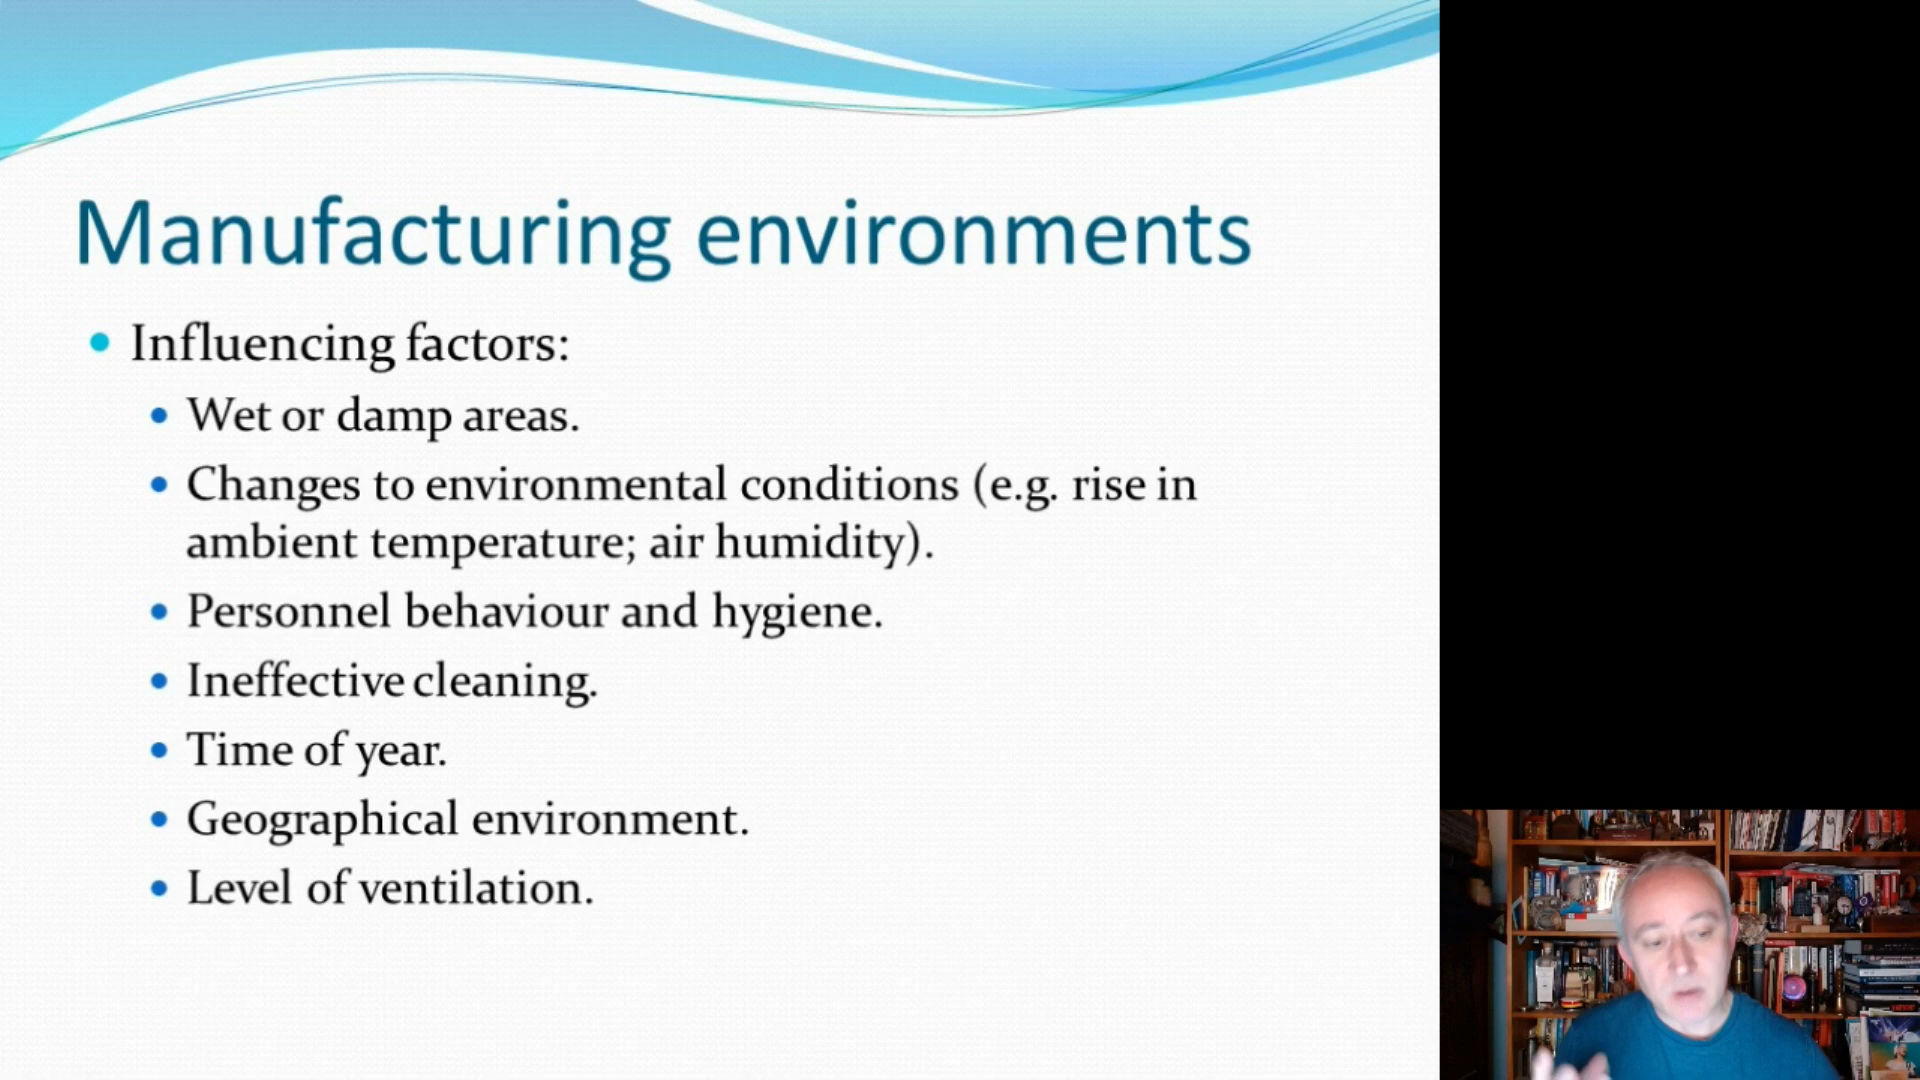 Manufacturing environments
Influencing factors:
Wet or damp areas.
Changes to environmental conditions (e.g. rise in
ambient temperature; air humidity).
Personnel behaviour and hygiene.
Ineffective cleaning.
Time of year.
Geographical environment.
Level of ventilation.